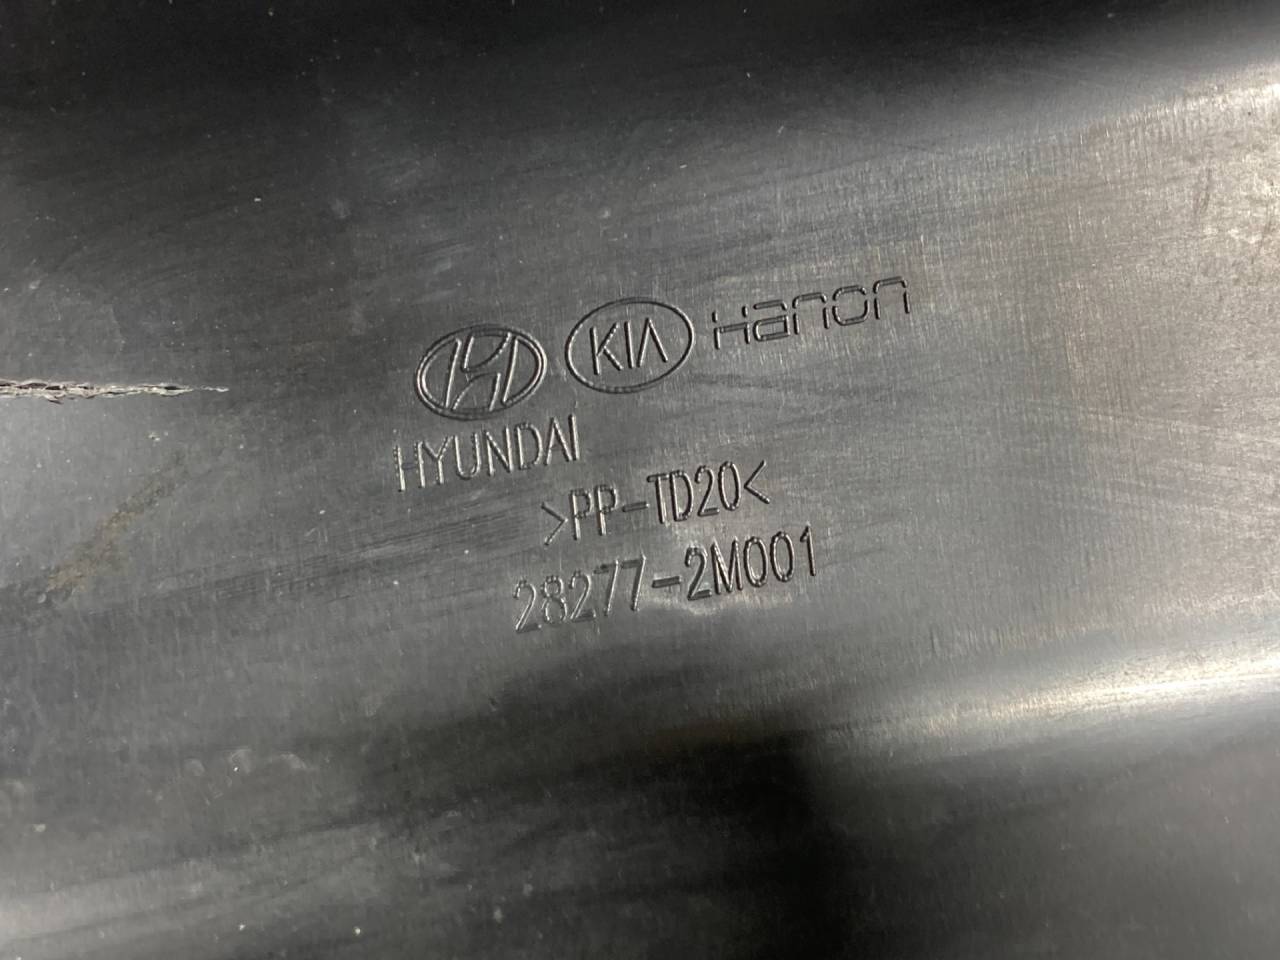 KIA Hanon
HYUNDAI
>PP-TD20<
28277-2M001